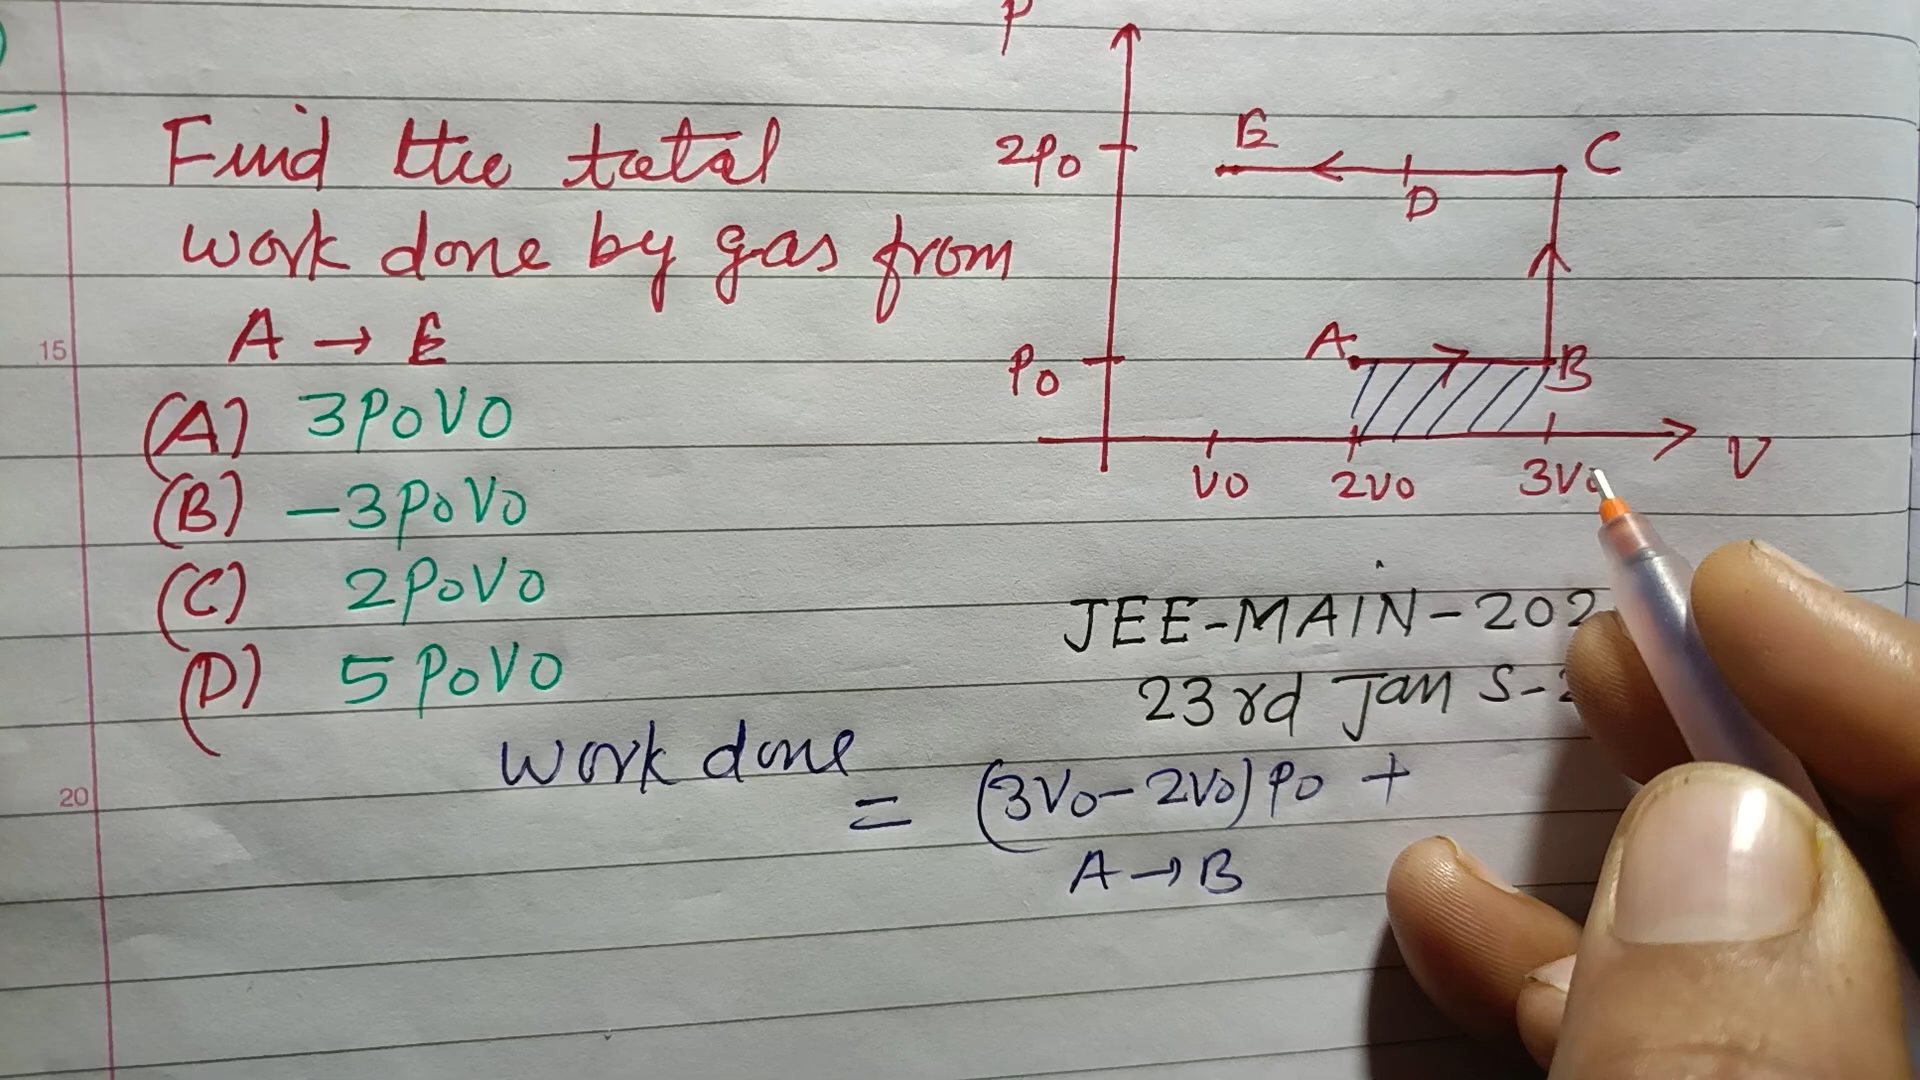 Find the total
work done by gas from
A → E
(A) 3P0V0
(B) -3P0V0
(C) 2P0V0
(D) 5P0V0
P
2P0
P0
E
D
C
A
B
V0 2V0 3V0
V
JEE-MAIN-202
23rd Jan S-
work done
= (3V0-2V0)P0 +
A→B
15
20